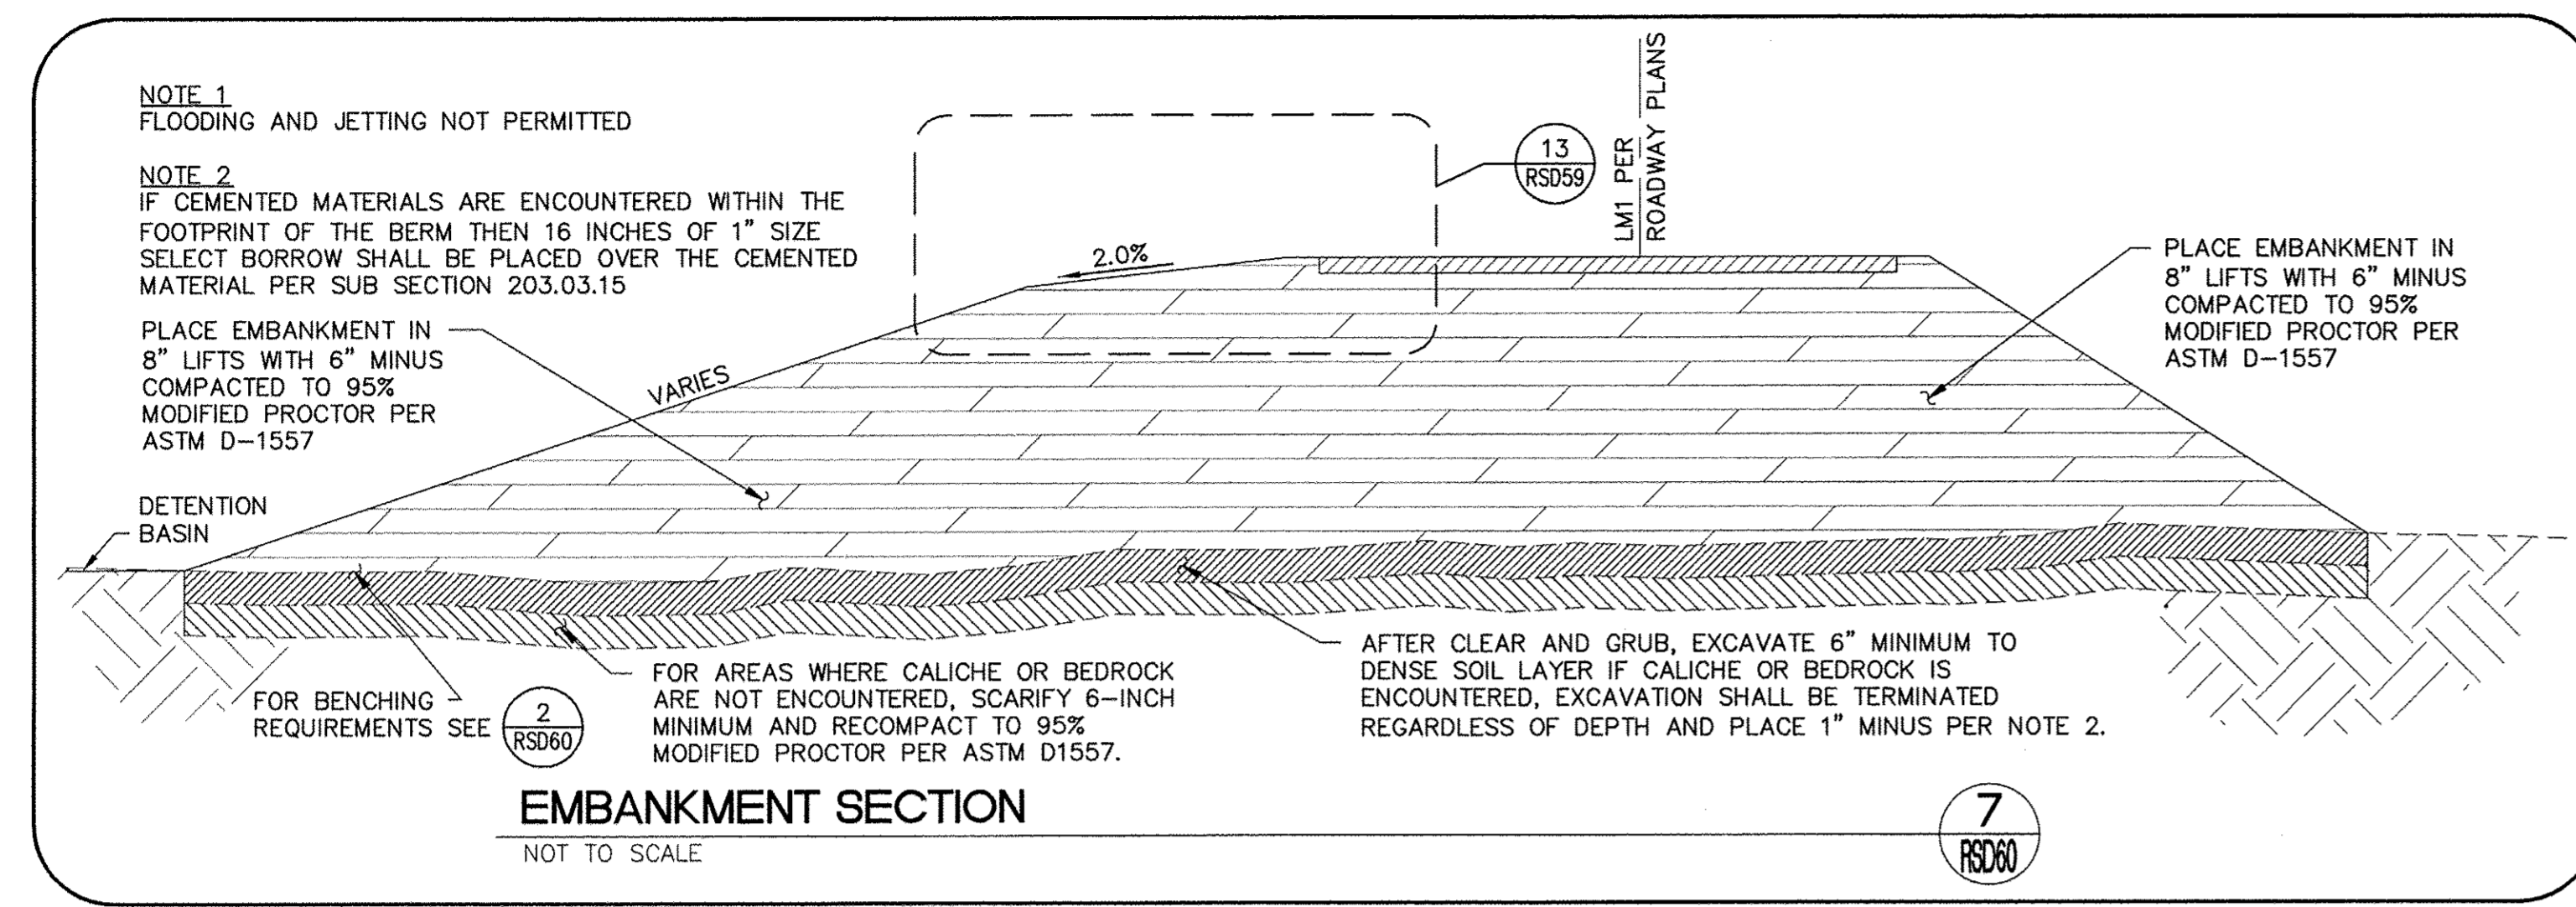 NOTE 1
FLOODING AND JETTING NOT PERMITTED
NOTE 2
IF CEMENTED MATERIALS ARE ENCOUNTERED WITHIN THE
FOOTPRINT OF THE BERM THEN 16 INCHES OF 1" SIZE
SELECT BORROW SHALL BE PLACED OVER THE CEMENTED
MATERIAL PER SUB SECTION 203.03.15
PLACE EMBANKMENT IN
8" LIFTS WITH 6" MINUS
COMPACTED TO 95%
MODIFIED PROCTOR PER
ASTM D-1557
VARIES
2.0%
13
RSD59
LM1 PER
ROADWAY PLANS
PLACE EMBANKMENT IN
8" LIFTS WITH 6" MINUS
COMPACTED TO 95%
MODIFIED PROCTOR PER
ASTM D-1557
DETENTION
BASIN
FOR BENCHING
REQUIREMENTS SEE
2
RSD60
FOR AREAS WHERE CALICHE OR BEDROCK
ARE NOT ENCOUNTERED, SCARIFY 6-INCH
MINIMUM AND RECOMPACT TO 95%
MODIFIED PROCTOR PER ASTM D1557.
AFTER CLEAR AND GRUB, EXCAVATE 6" MINIMUM TO
DENSE SOIL LAYER IF CALICHE OR BEDROCK IS
ENCOUNTERED, EXCAVATION SHALL BE TERMINATED
REGARDLESS OF DEPTH AND PLACE 1" MINUS PER NOTE 2.
EMBANKMENT SECTION
NOT TO SCALE
7
RSD60